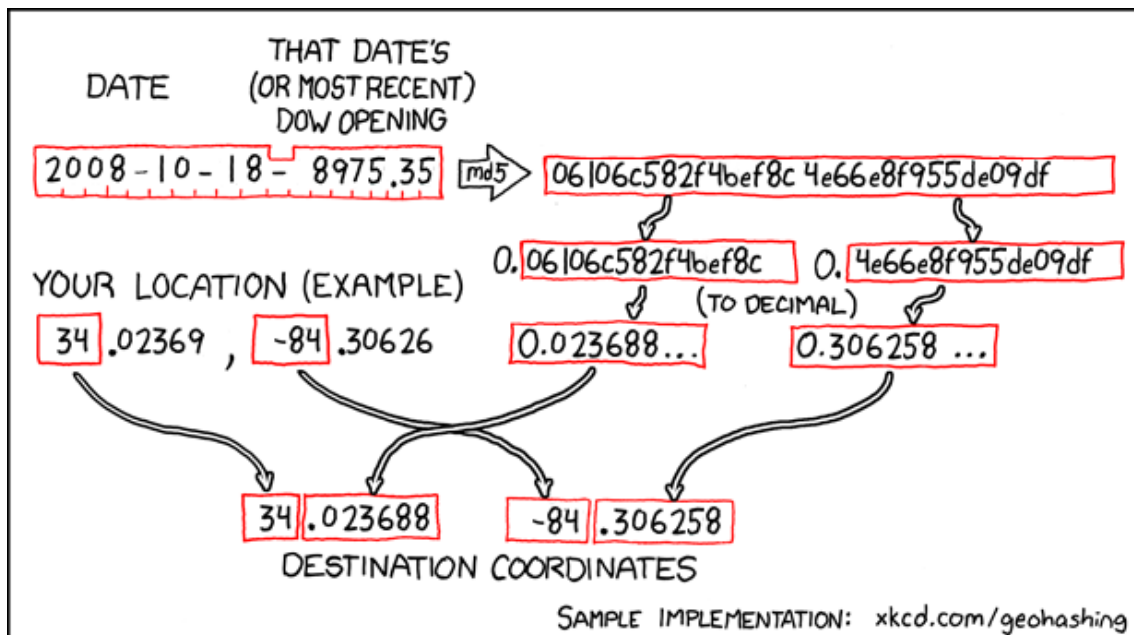 DATE
THAT DATE'S
(OR MOST RECENT)
DOW OPENING
2008-10-18- 8975.35
md5
06106c582f4bef8c4e66e8f955de09df
0.06106c582f4bef8c
0.4e66e8f955de09df
(TO DECIMAL)
YOUR LOCATION (EXAMPLE)
34.02369, -84.30626
0.023688...
0.306258...
34.023688
-84.306258
DESTINATION COORDINATES
SAMPLE IMPLEMENTATION: xkcd.com/geohashing